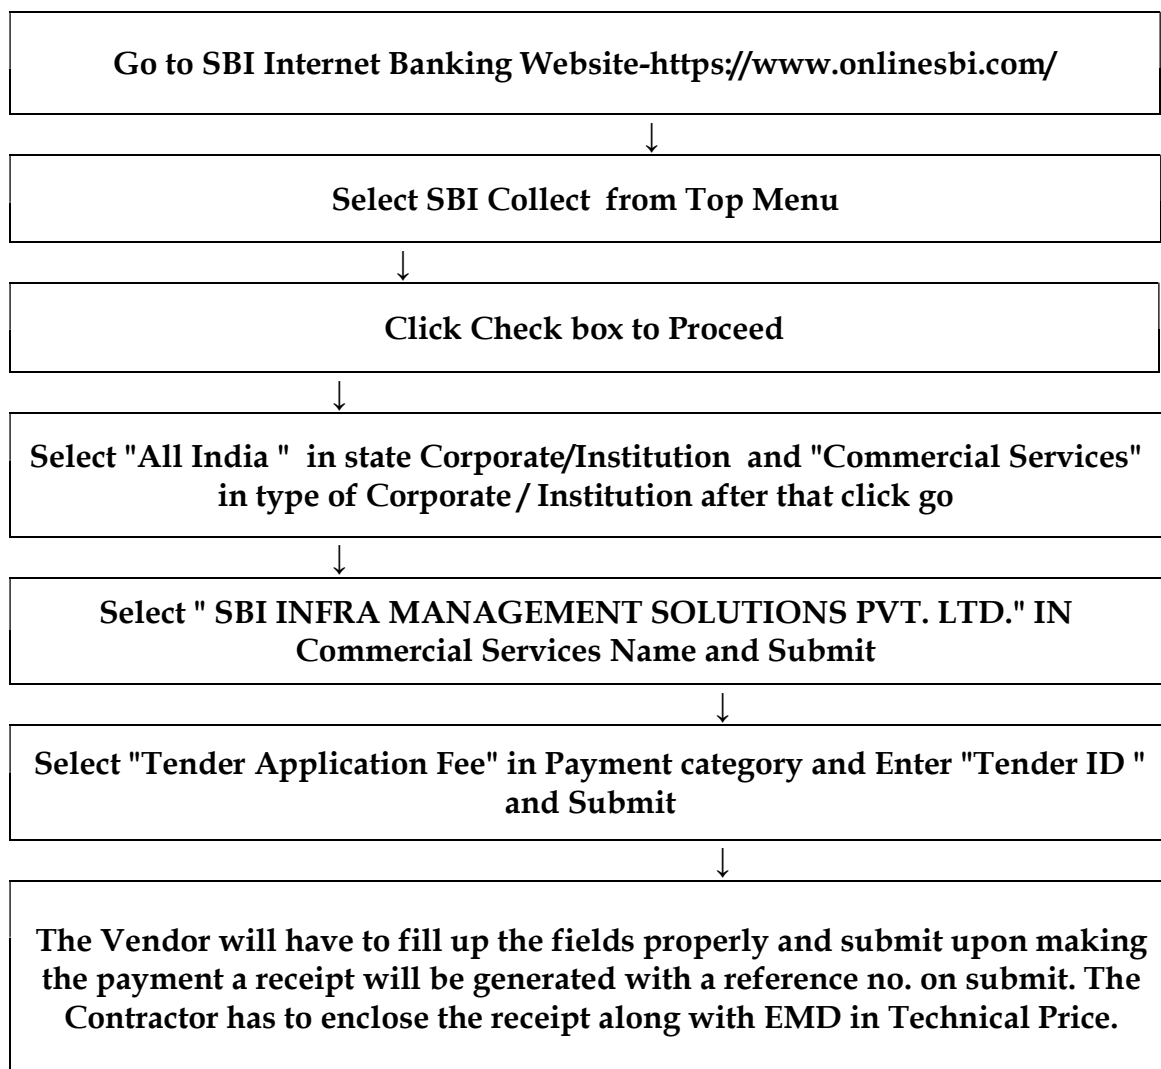 Go to SBI Internet Banking Website-https://www.onlinesbi.com/
↓
Select SBI Collect from Top Menu
↓
Click Check box to Proceed
↓
Select "All India " in state Corporate/Institution and "Commercial Services"
in type of Corporate / Institution after that click go
↓
Select " SBI INFRA MANAGEMENT SOLUTIONS PVT. LTD." IN
Commercial Services Name and Submit
↓
Select "Tender Application Fee" in Payment category and Enter "Tender ID "
and Submit
↓
The Vendor will have to fill up the fields properly and submit upon making
the payment a receipt will be generated with a reference no. on submit. The
Contractor has to enclose the receipt along with EMD in Technical Price.